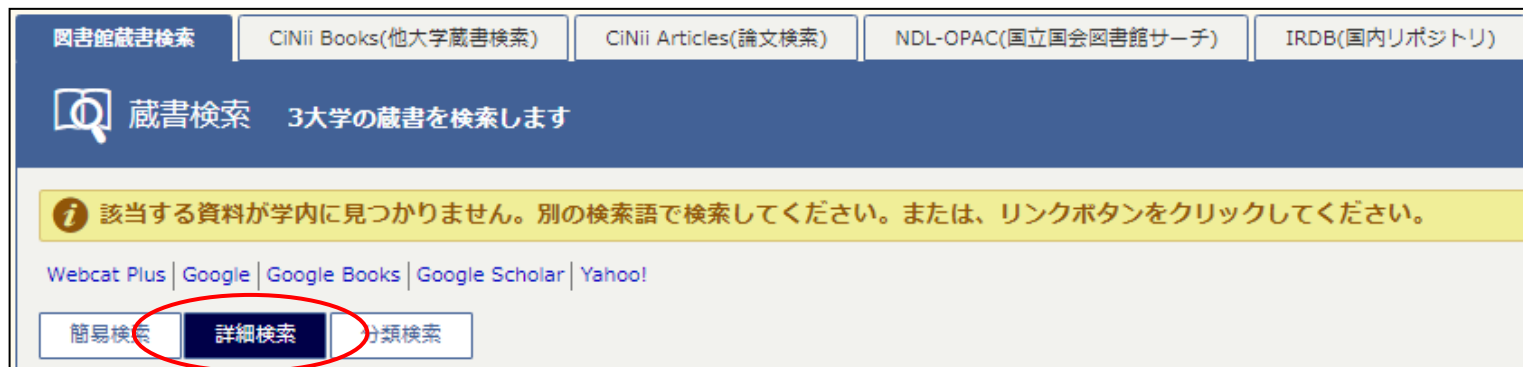 図書館蔵書検索 CiNii Books(他大学蔵書検索) CiNii Articles(論文検索) NDL-OPAC(国立国会図書館サーチ) IRDB(国内リポジトリ)
蔵書検索 3大学の蔵書を検索します
該当する資料が学内に見つかりません。別の検索語で検索してください。または、リンクボタンをクリックしてください。
Webcat Plus Google Google Books Google Scholar Yahoo!
簡易検索 詳細検索 分類検索